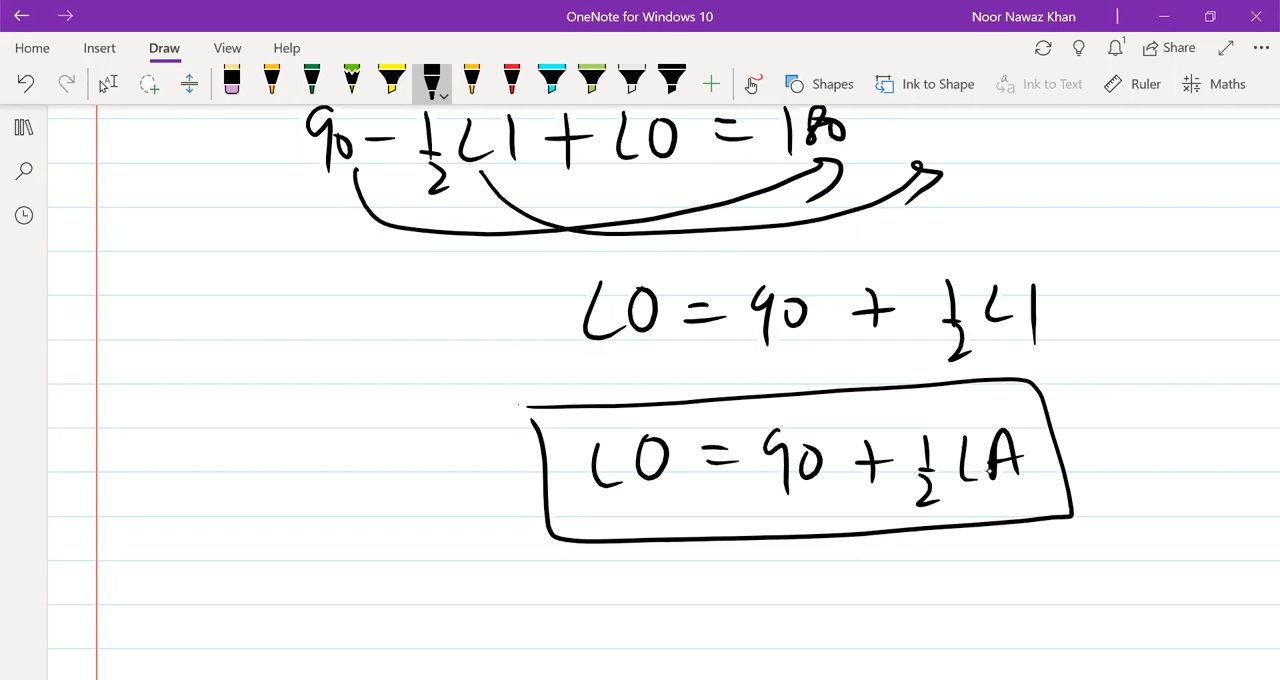 OneNote for Windows 10
Noor Nawaz Khan
Home Insert Draw View Help
1
Share
Shapes Ink to Shape Ink to Text Ruler Maths
90 - 1/2 ∠1 + ∠O = 180
∠O = 90 + 1/2 ∠1
∠O = 90 + 1/2 ∠A